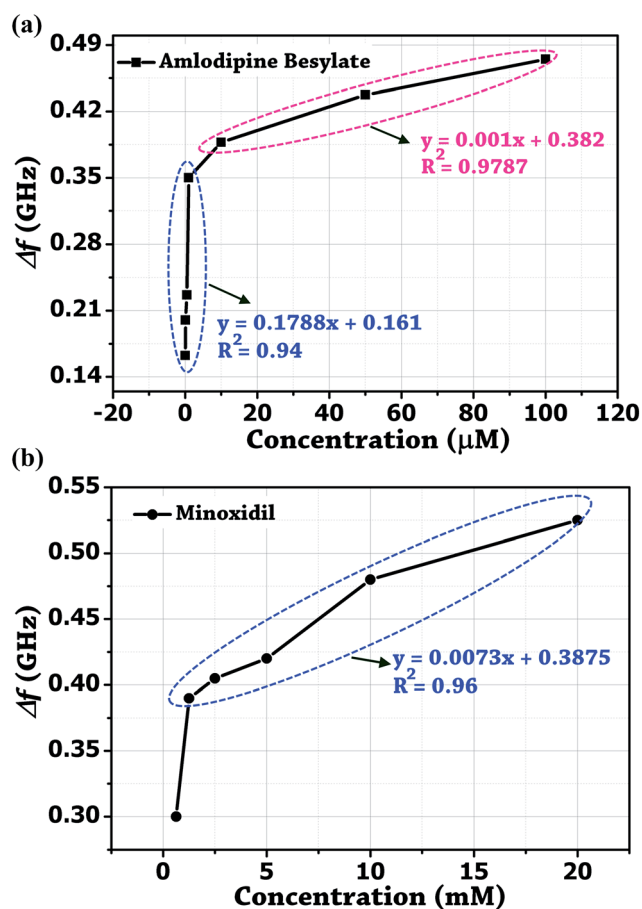 (a)
0.49
0.42
0.35
0.28
0.21
0.14
Δf (GHz)
Amlodipine Besylate
y = 0.001x + 0.382
R² = 0.9787
y = 0.1788x + 0.161
R² = 0.94
-20 0 20 40 60 80 100 120
Concentration (μM)
(b)
0.55
0.50
0.45
0.40
0.35
0.30
Δf (GHz)
Minoxidil
y = 0.0073x + 0.3875
R² = 0.96
0 5 10 15 20
Concentration (mM)